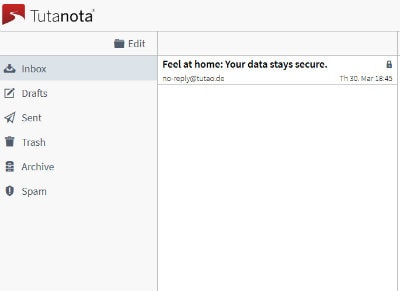 Tutanota®
Edit
Inbox
Drafts
Sent
Trash
Archive
Spam
Feel at home: Your data stays secure.
no-reply@tutao.de Th 30. Mar 18:45